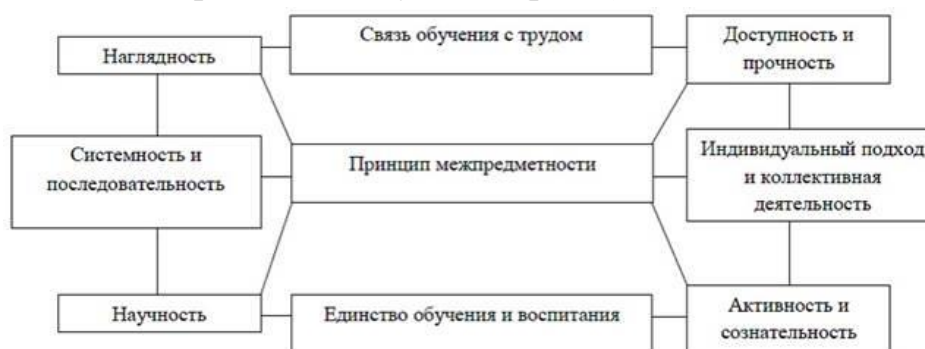 Связь обучения с трудом
Доступность и
прочность
Наглядность
Системность и
последовательность
Принцип межпредметности
Индивидуальный подход
и коллективная
деятельность
Научность
Единство обучения и воспитания
Активность и
сознательность